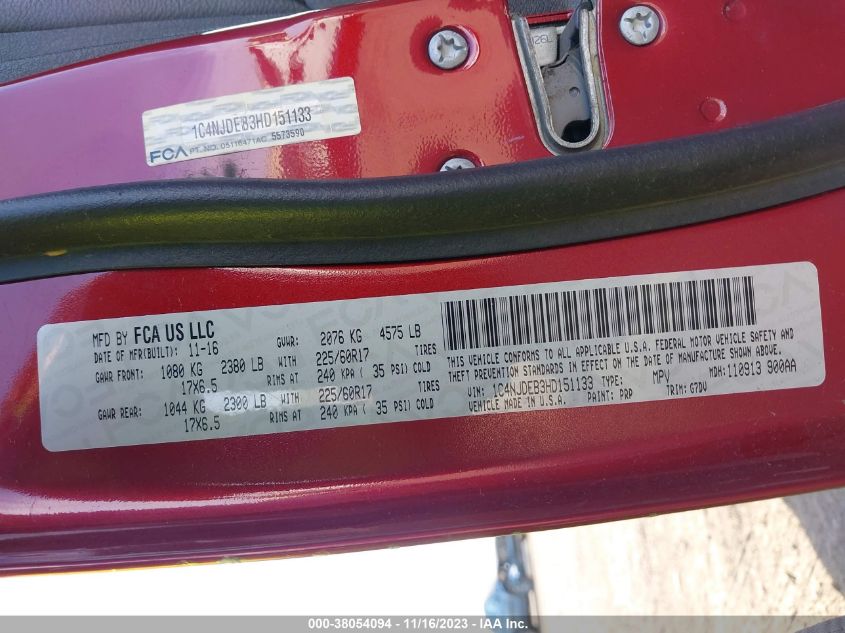 12EL
1C4NJDEB3HD151133
FCA PT. NO. 05116471AC 5573590
MFD BY FCA US LLC GVWR: 2076 KG 4575 LB
DATE OF MFR(BUILT): 11-16
GAWR FRONT: 1080 KG 2380 LB WITH 225/60R17 TIRES
17X6.5 RIMS AT 240 KPA ( 35 PSI) COLD
GAWR REAR: 1044 KG 2300 LB WITH 225/60R17 TIRES
17X6.5 RIMS AT 240 KPA ( 35 PSI) COLD
THIS VEHICLE CONFORMS TO ALL APPLICABLE U.S.A. FEDERAL MOTOR VEHICLE SAFETY AND
THEFT PREVENTION STANDARDS IN EFFECT ON THE DATE OF MANUFACTURE SHOWN ABOVE.
VIN: 1C4NJDEB3HD151133 TYPE: MPV MDH: 110913 900AA
VEHICLE MADE IN U.S.A. PAINT: PRP TRIM: G7DV
000-38054094 - 11/16/2023 - IAAI.COM